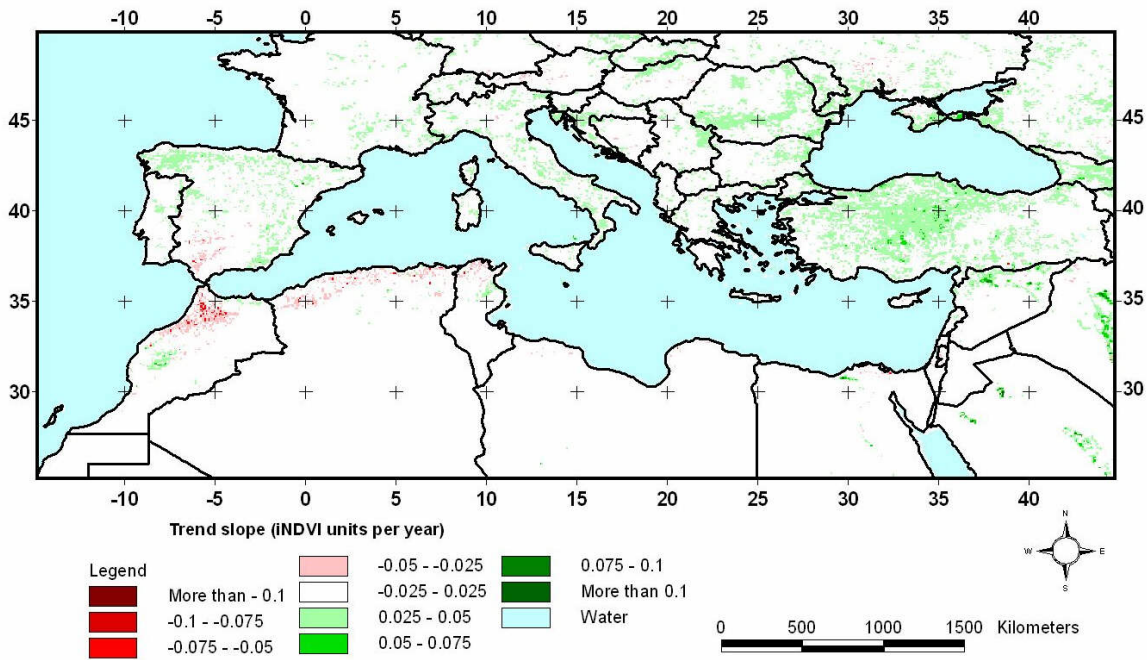 -10 -5 0 5 10 15 20 25 30 35 40
45 45
40 40
35 35
30 30
-10 -5 0 5 10 15 20 25 30 35 40
Trend slope (iNDVI units per year)
Legend
More than - 0.1
-0.1 - -0.075
-0.075 - -0.05
-0.05 - -0.025
-0.025 - 0.025
0.025 - 0.05
0.05 - 0.075
0.075 - 0.1
More than 0.1
Water
N
W E
S
0 500 1000 1500 Kilometers